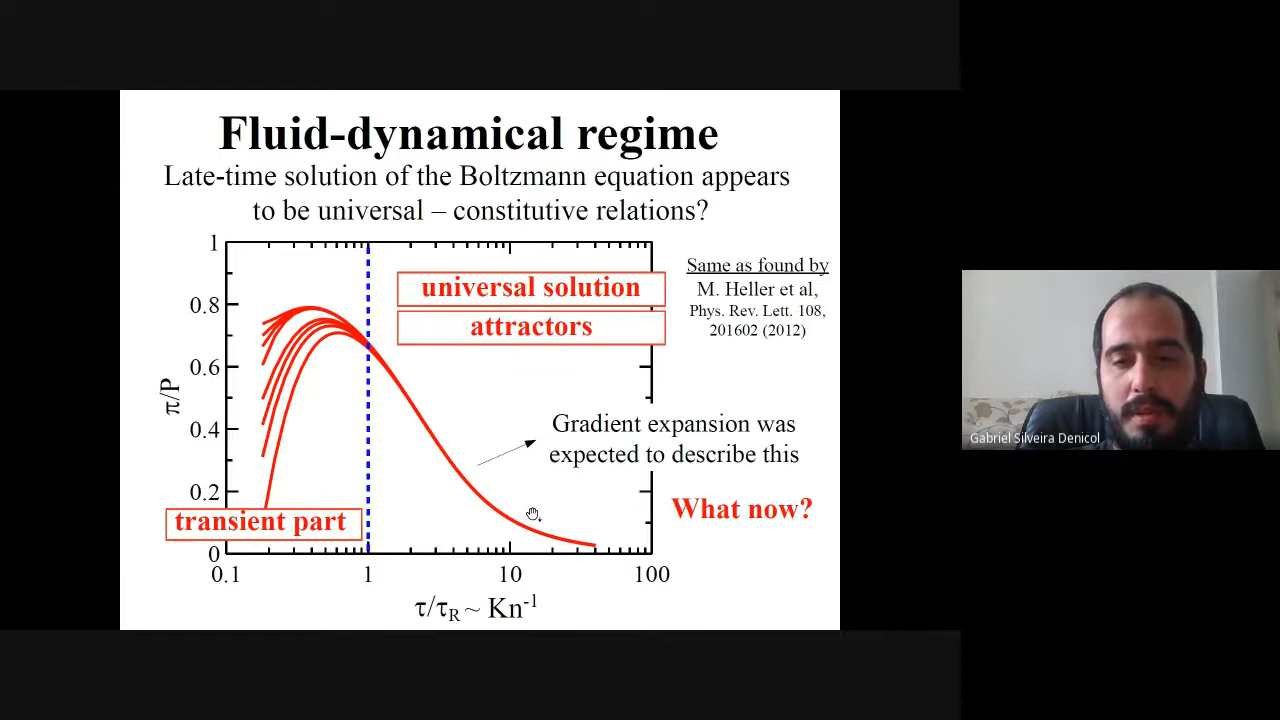 Fluid-dynamical regime
Late-time solution of the Boltzmann equation appears
to be universal – constitutive relations?
1
0.8
0.6
0.4
0.2
0
π/P
0.1
1
10
100
τ/τR ~ Kn-1
universal solution
attractors
transient part
Gradient expansion was
expected to describe this
Same as found by
M. Heller et al,
Phys. Rev. Lett. 108,
201602 (2012)
What now?
Gabriel Silveira Denicol